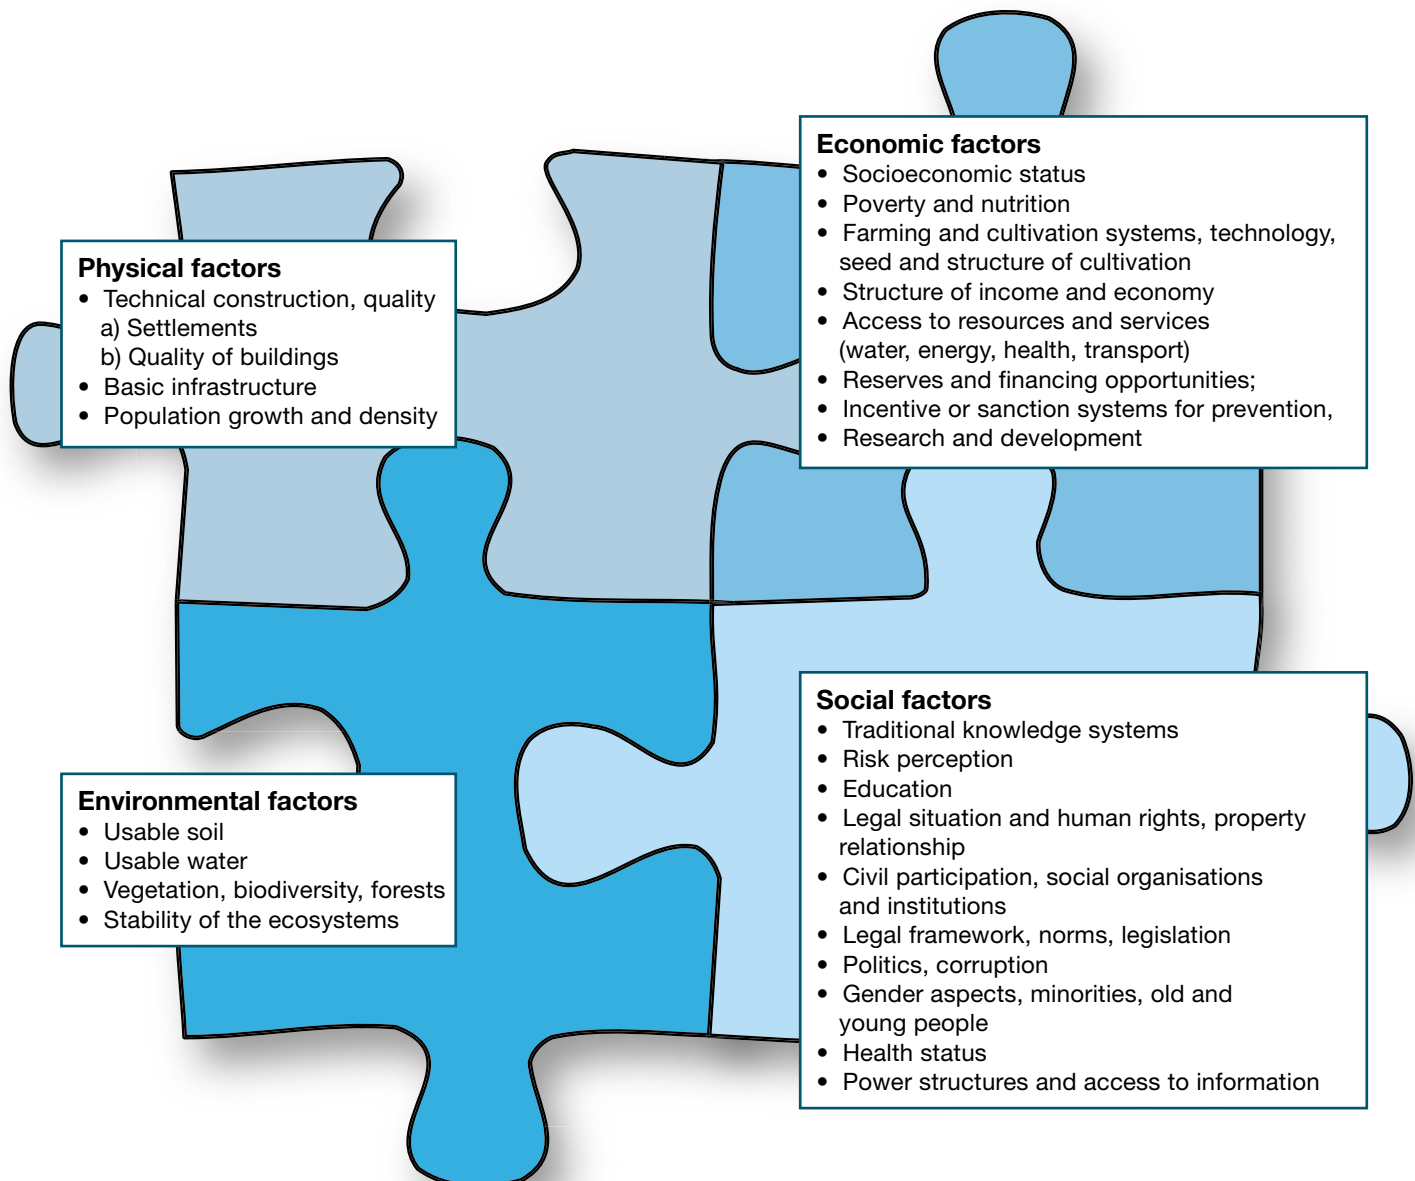 Physical factors
• Technical construction, quality
a) Settlements
b) Quality of buildings
• Basic infrastructure
• Population growth and density
Economic factors
• Socioeconomic status
• Poverty and nutrition
• Farming and cultivation systems, technology,
seed and structure of cultivation
• Structure of income and economy
• Access to resources and services
(water, energy, health, transport)
• Reserves and financing opportunities;
• Incentive or sanction systems for prevention,
• Research and development
Environmental factors
• Usable soil
• Usable water
• Vegetation, biodiversity, forests
• Stability of the ecosystems
Social factors
• Traditional knowledge systems
• Risk perception
• Education
• Legal situation and human rights, property
relationship
• Civil participation, social organisations
and institutions
• Legal framework, norms, legislation
• Politics, corruption
• Gender aspects, minorities, old and
young people
• Health status
• Power structures and access to information